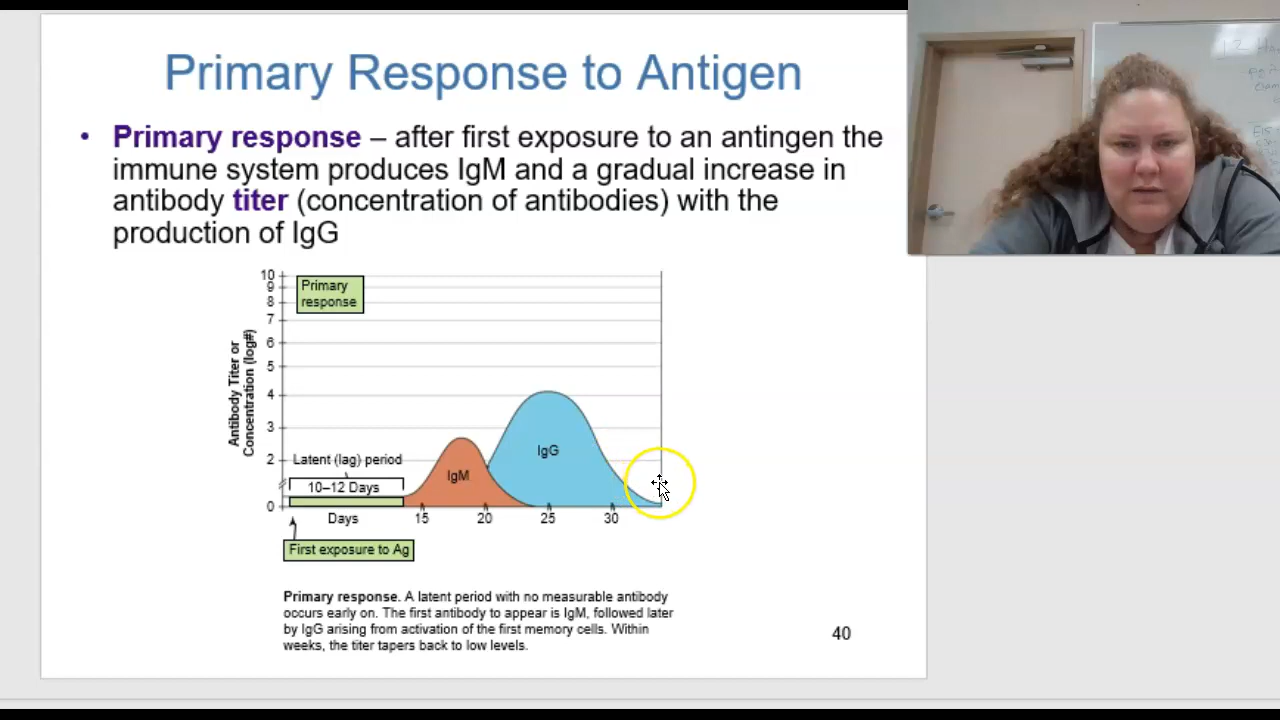 Primary Response to Antigen
• Primary response – after first exposure to an antingen the
immune system produces IgM and a gradual increase in
antibody titer (concentration of antibodies) with the
production of IgG
Antibody Titer or
Concentration (log#)
10
9
8
7
6
5
4
3
2
0
Primary
response
Latent (lag) period
10–12 Days
IgM
IgG
Days
15
20
25
30
First exposure to Ag
Primary response. A latent period with no measurable antibody
occurs early on. The first antibody to appear is IgM, followed later
by IgG arising from activation of the first memory cells. Within
weeks, the titer tapers back to low levels.
40